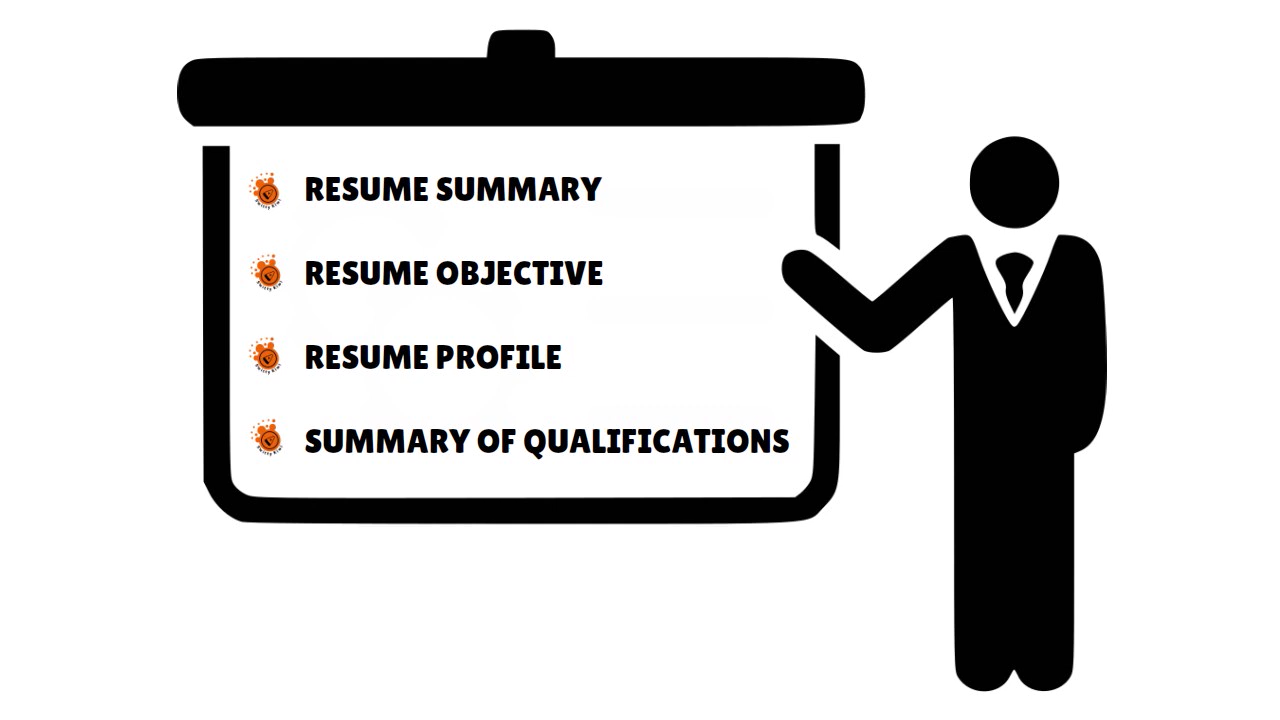 RESUME SUMMARY
RESUME OBJECTIVE
RESUME PROFILE
SUMMARY OF QUALIFICATIONS